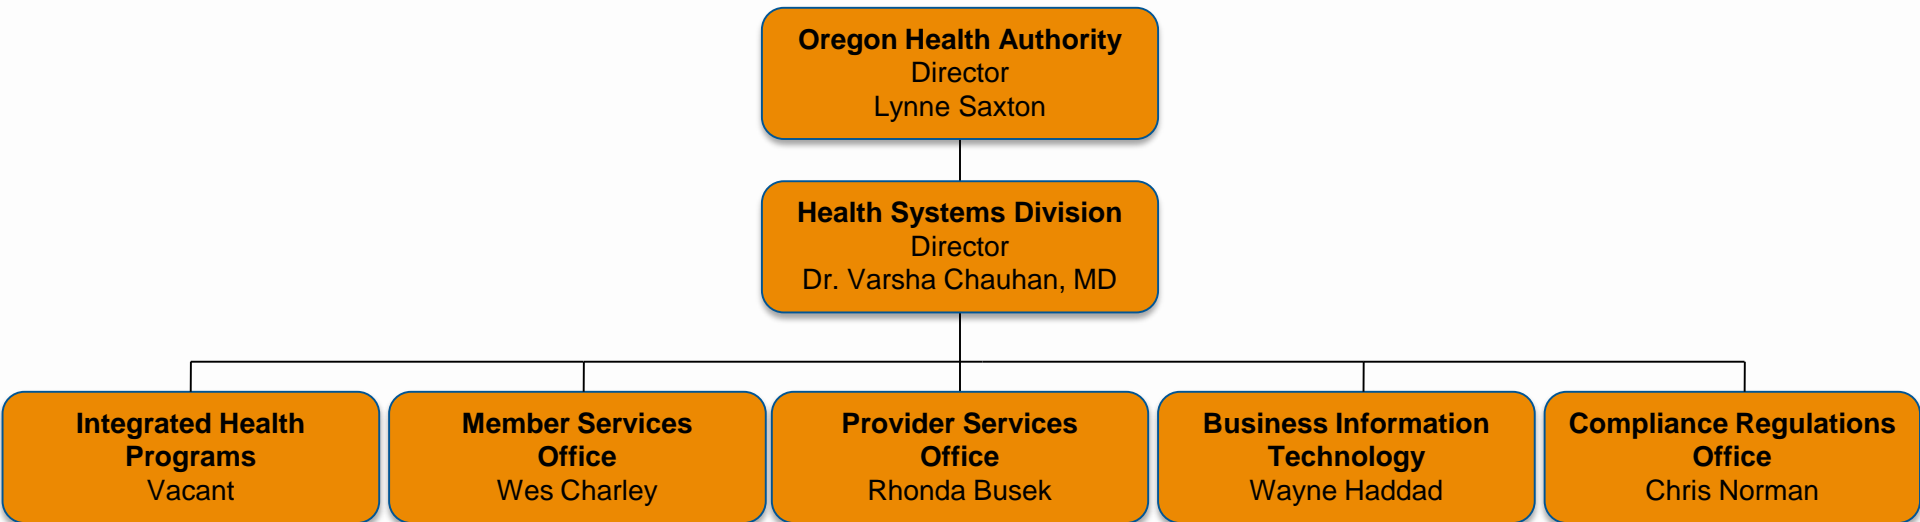 Oregon Health Authority
Director
Lynne Saxton
Health Systems Division
Director
Dr. Varsha Chauhan, MD
Integrated Health
Programs
Vacant
Member Services
Office
Wes Charley
Provider Services
Office
Rhonda Busek
Business Information
Technology
Wayne Haddad
Compliance Regulations
Office
Chris Norman